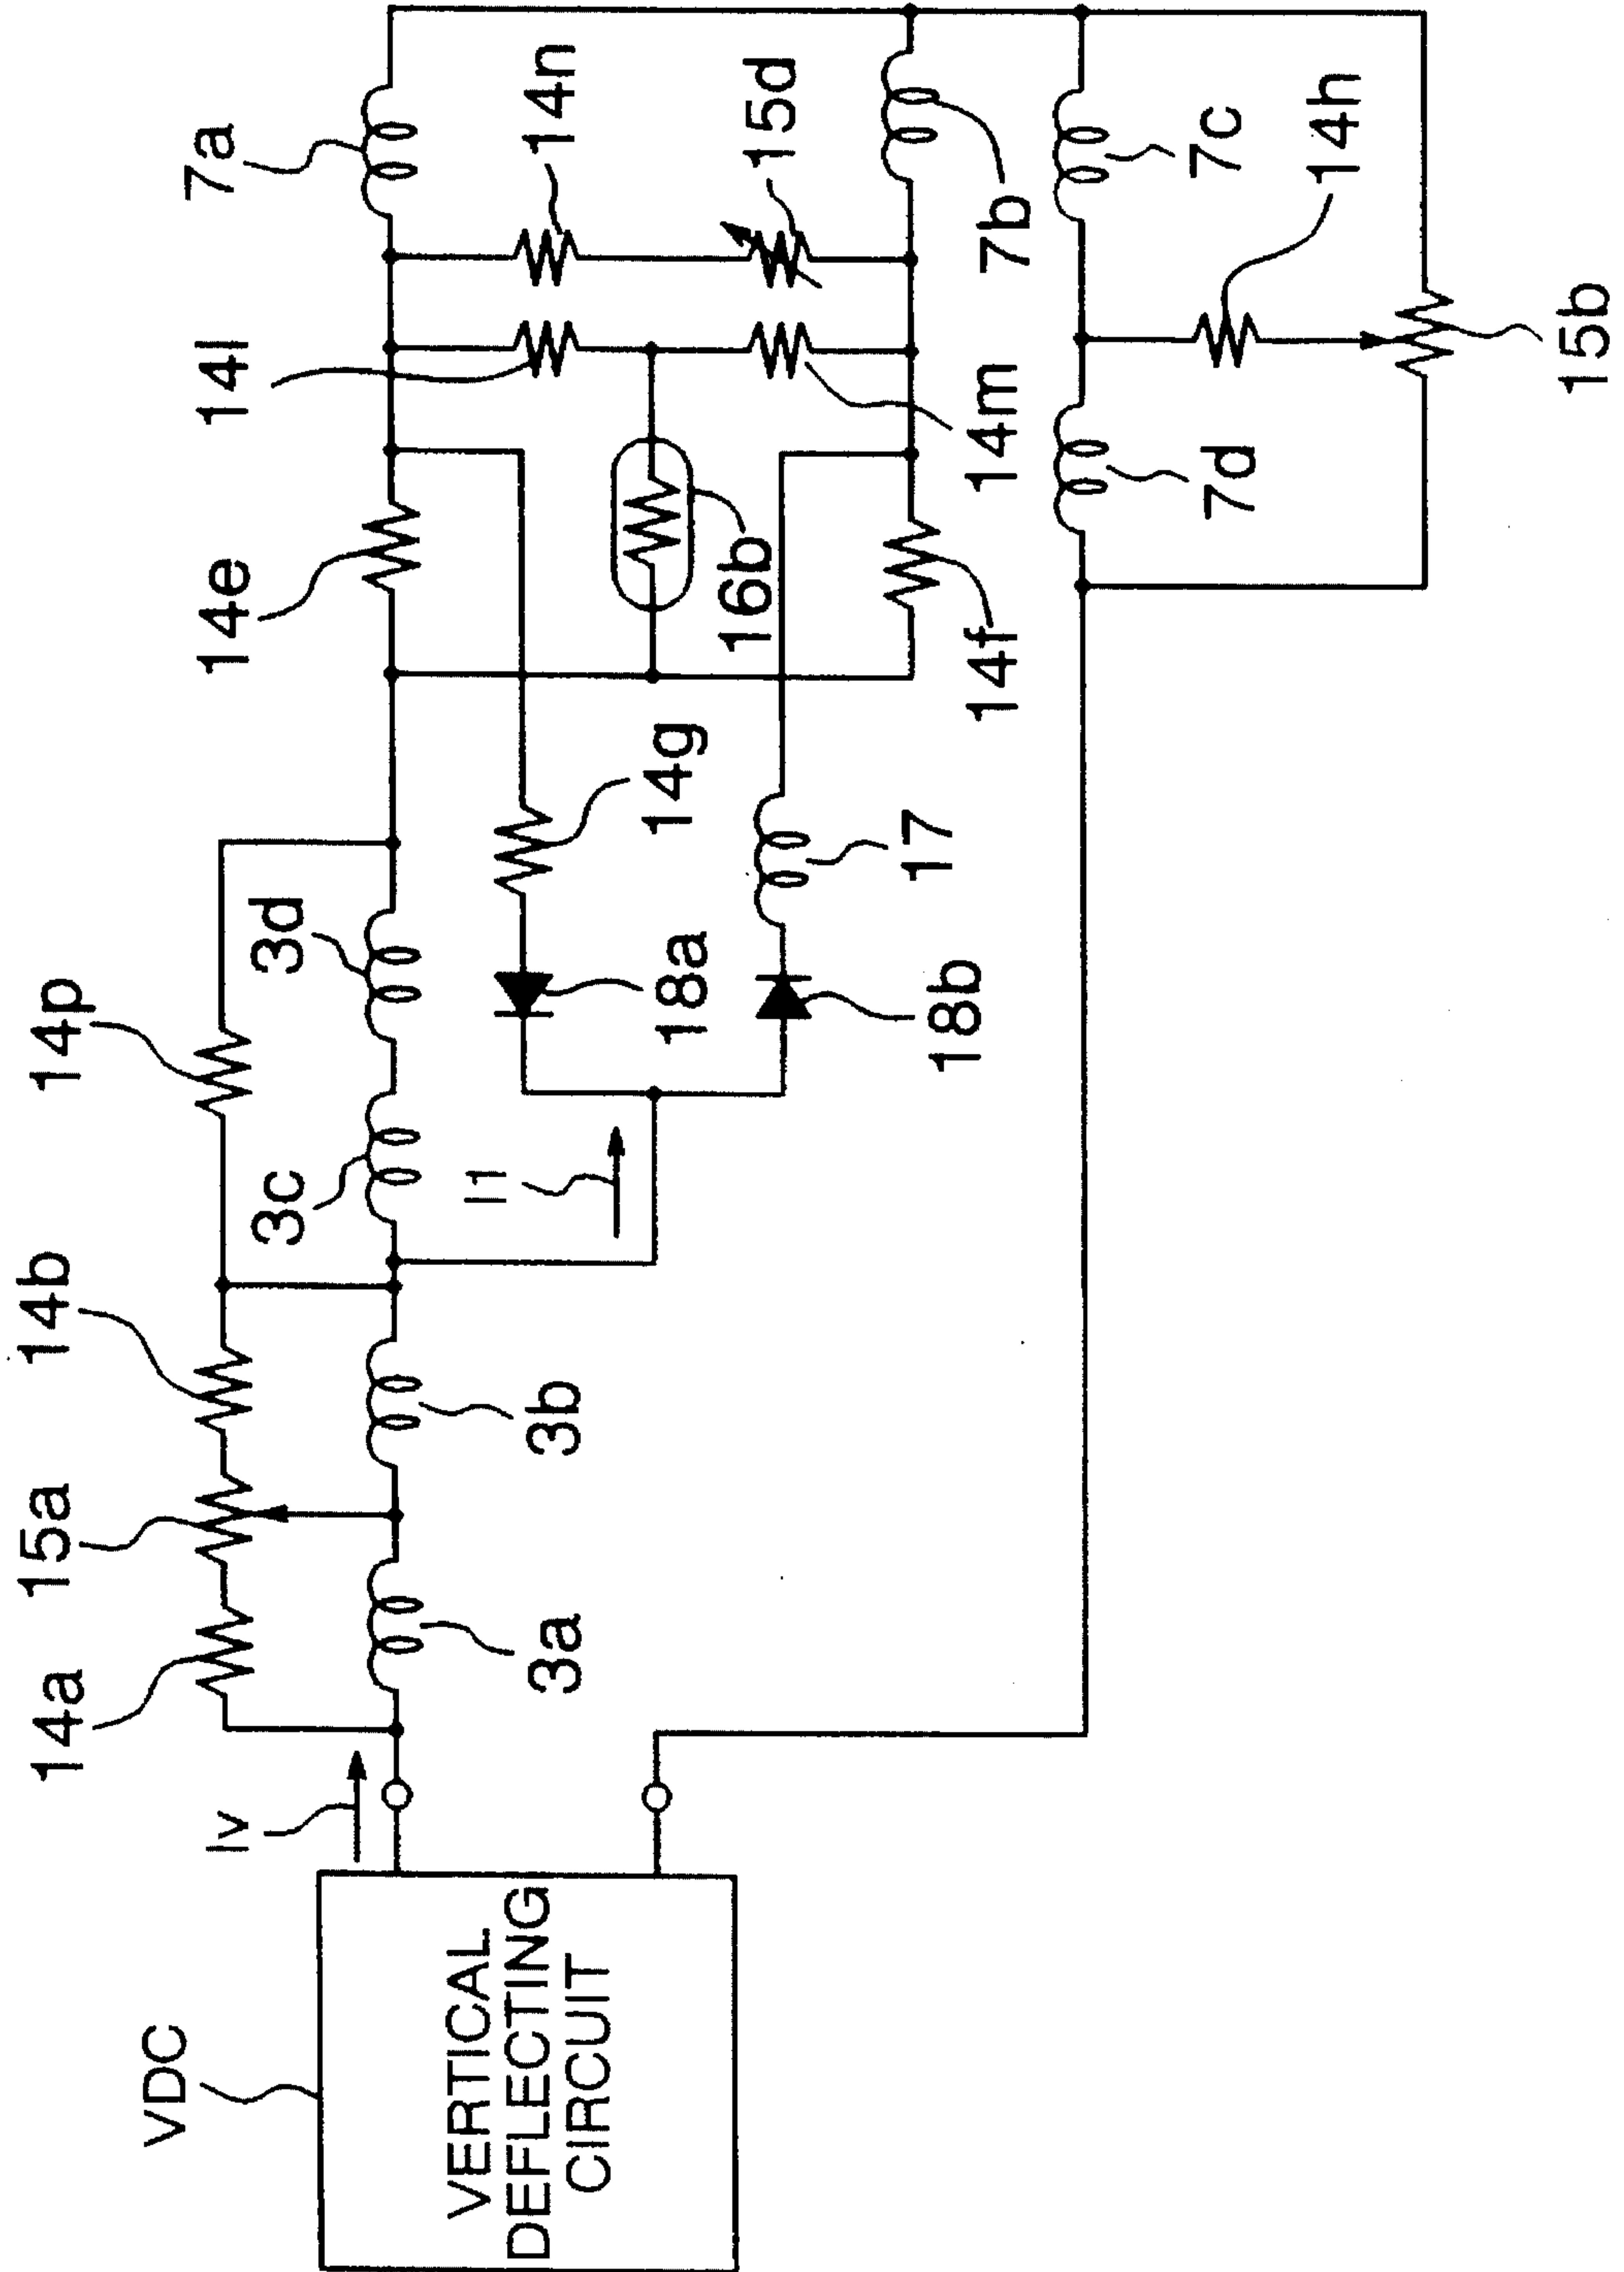 VDC
VERTICAL
DEFLECTING
CIRCUIT
Iv
14a
15a
14b
14p
3a
3b
3c
3d
I1
18a
14g
18b
17
14e
14l
7a
14n
15d
16b
14m
14f
7b
7c
7d
14h
15b